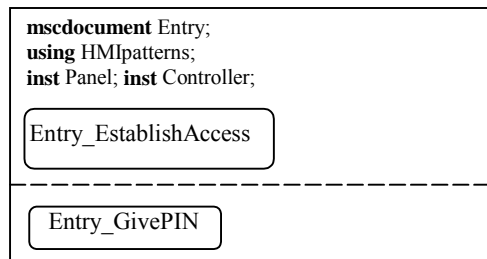 mscdocument Entry;
using HMIpatterns;
inst Panel; inst Controller;
Entry_EstablishAccess
Entry_GivePIN